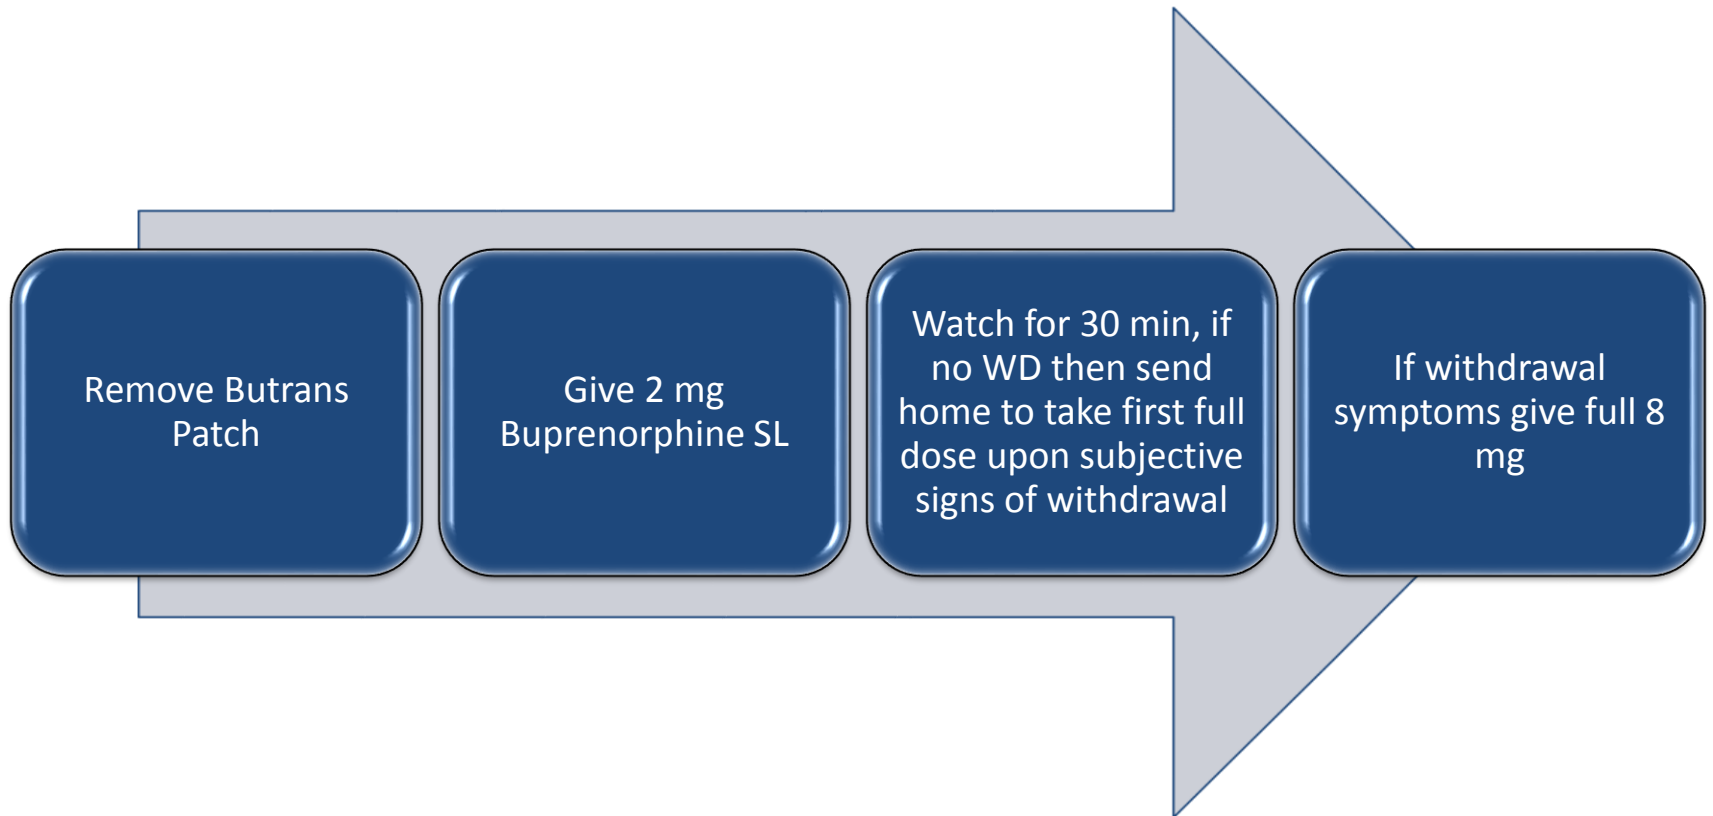 Remove Butrans
Patch
Give 2 mg
Buprenorphine SL
Watch for 30 min, if
no WD then send
home to take first full
dose upon subjective
signs of withdrawal
If withdrawal
symptoms give full 8
mg